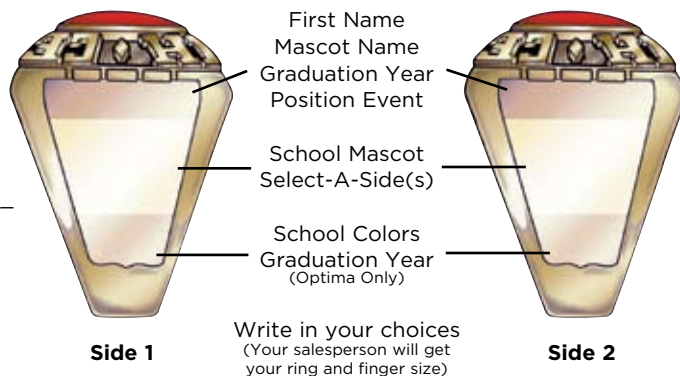 First Name
Mascot Name
Graduation Year
Position Event
School Mascot
Select-A-Side(s)
School Colors
Graduation Year
(Optima Only)
Write in your choices
(Your salesperson will get
your ring and finger size)
Side 1
Side 2